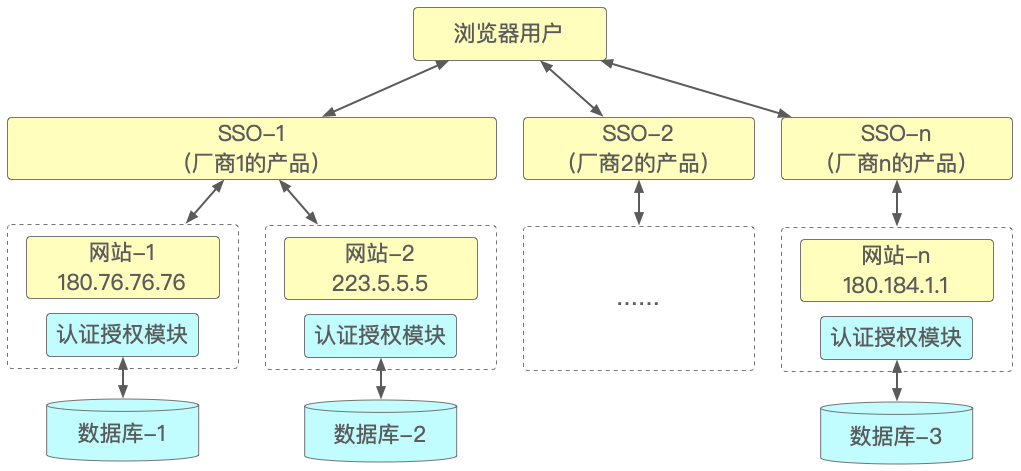 浏览器用户
SSO-1
（厂商1的产品）
SSO-2
（厂商2的产品）
SSO-n
（厂商n的产品）
网站-1
180.76.76.76
认证授权模块
数据库-1
网站-2
223.5.5.5
认证授权模块
数据库-2
……
网站-n
180.184.1.1
认证授权模块
数据库-3